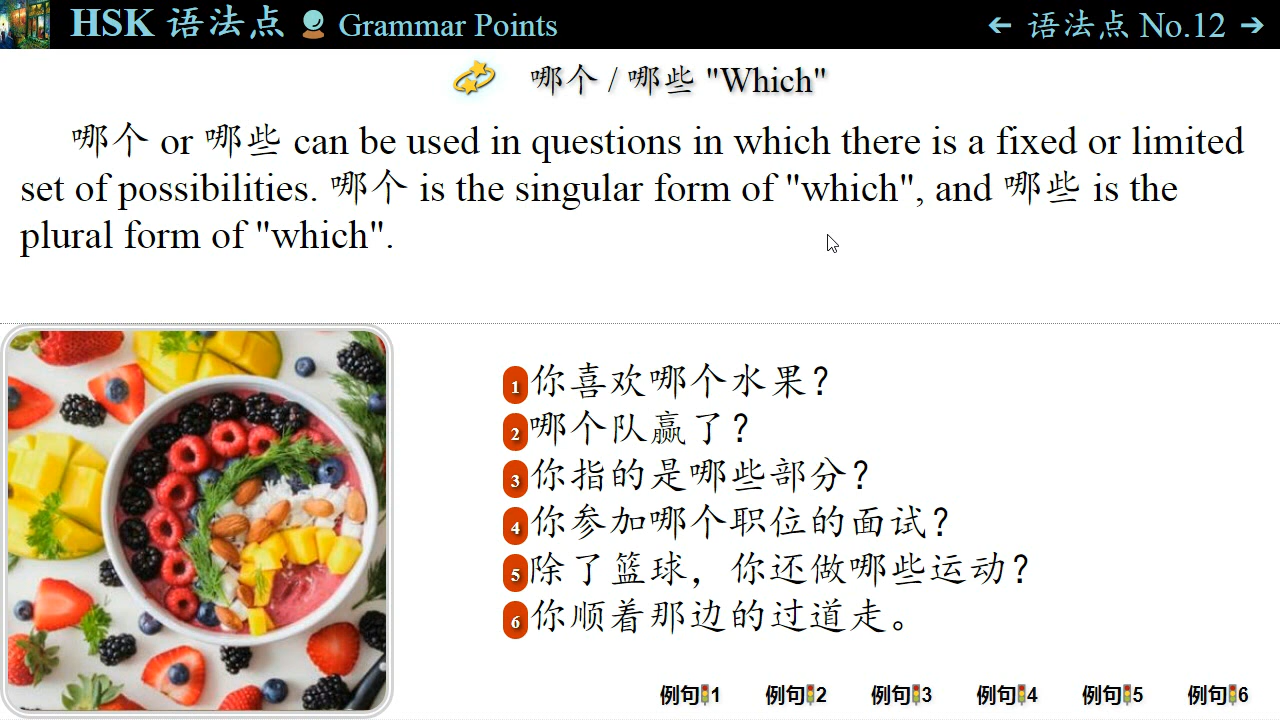 HSK 语法点 Grammar Points
← 语法点 No.12 →
哪个 / 哪些 "Which"
哪个 or 哪些 can be used in questions in which there is a fixed or limited
set of possibilities. 哪个 is the singular form of "which", and 哪些 is the
plural form of "which".
1 你喜欢哪个水果？
2 哪个队赢了？
3 你指的是哪些部分？
4 你参加哪个职位的面试？
5 除了篮球，你还做哪些运动？
6 你顺着那边的过道走。
例句1 例句2 例句3 例句4 例句5 例句6